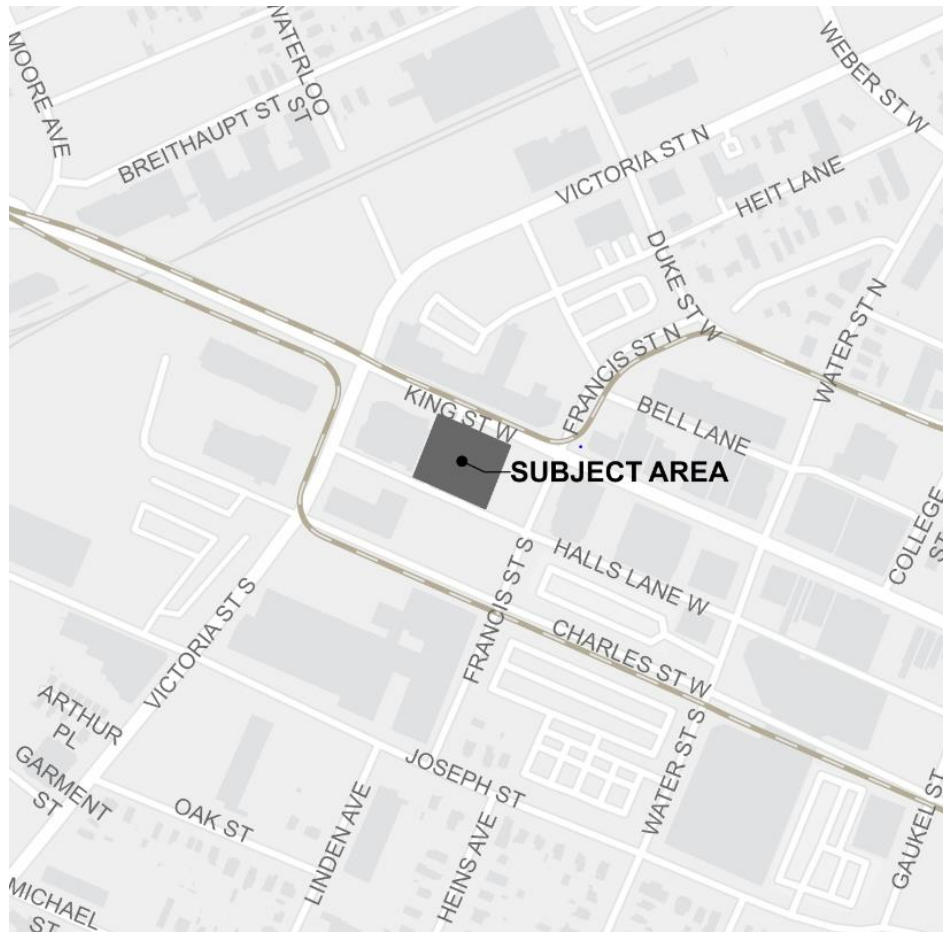 MOORE AVE
WATERLOO
ST
WEBER ST W
BREITHAUPT ST
VICTORIA ST N
HEIT LANE
DUKE ST W
WATER ST N
FRANCIS ST N
KING ST W
BELL LANE
SUBJECT AREA
COLLEGE
ST
HALLS LANE W
FRANCIS ST S
CHARLES ST W
VICTORIA ST S
ARTHUR
PL
GARMENT
ST
JOSEPH ST
WATER ST S
OAK ST
LINDEN AVE
HEINS AVE
GAUKEL ST
MICHAEL
ST